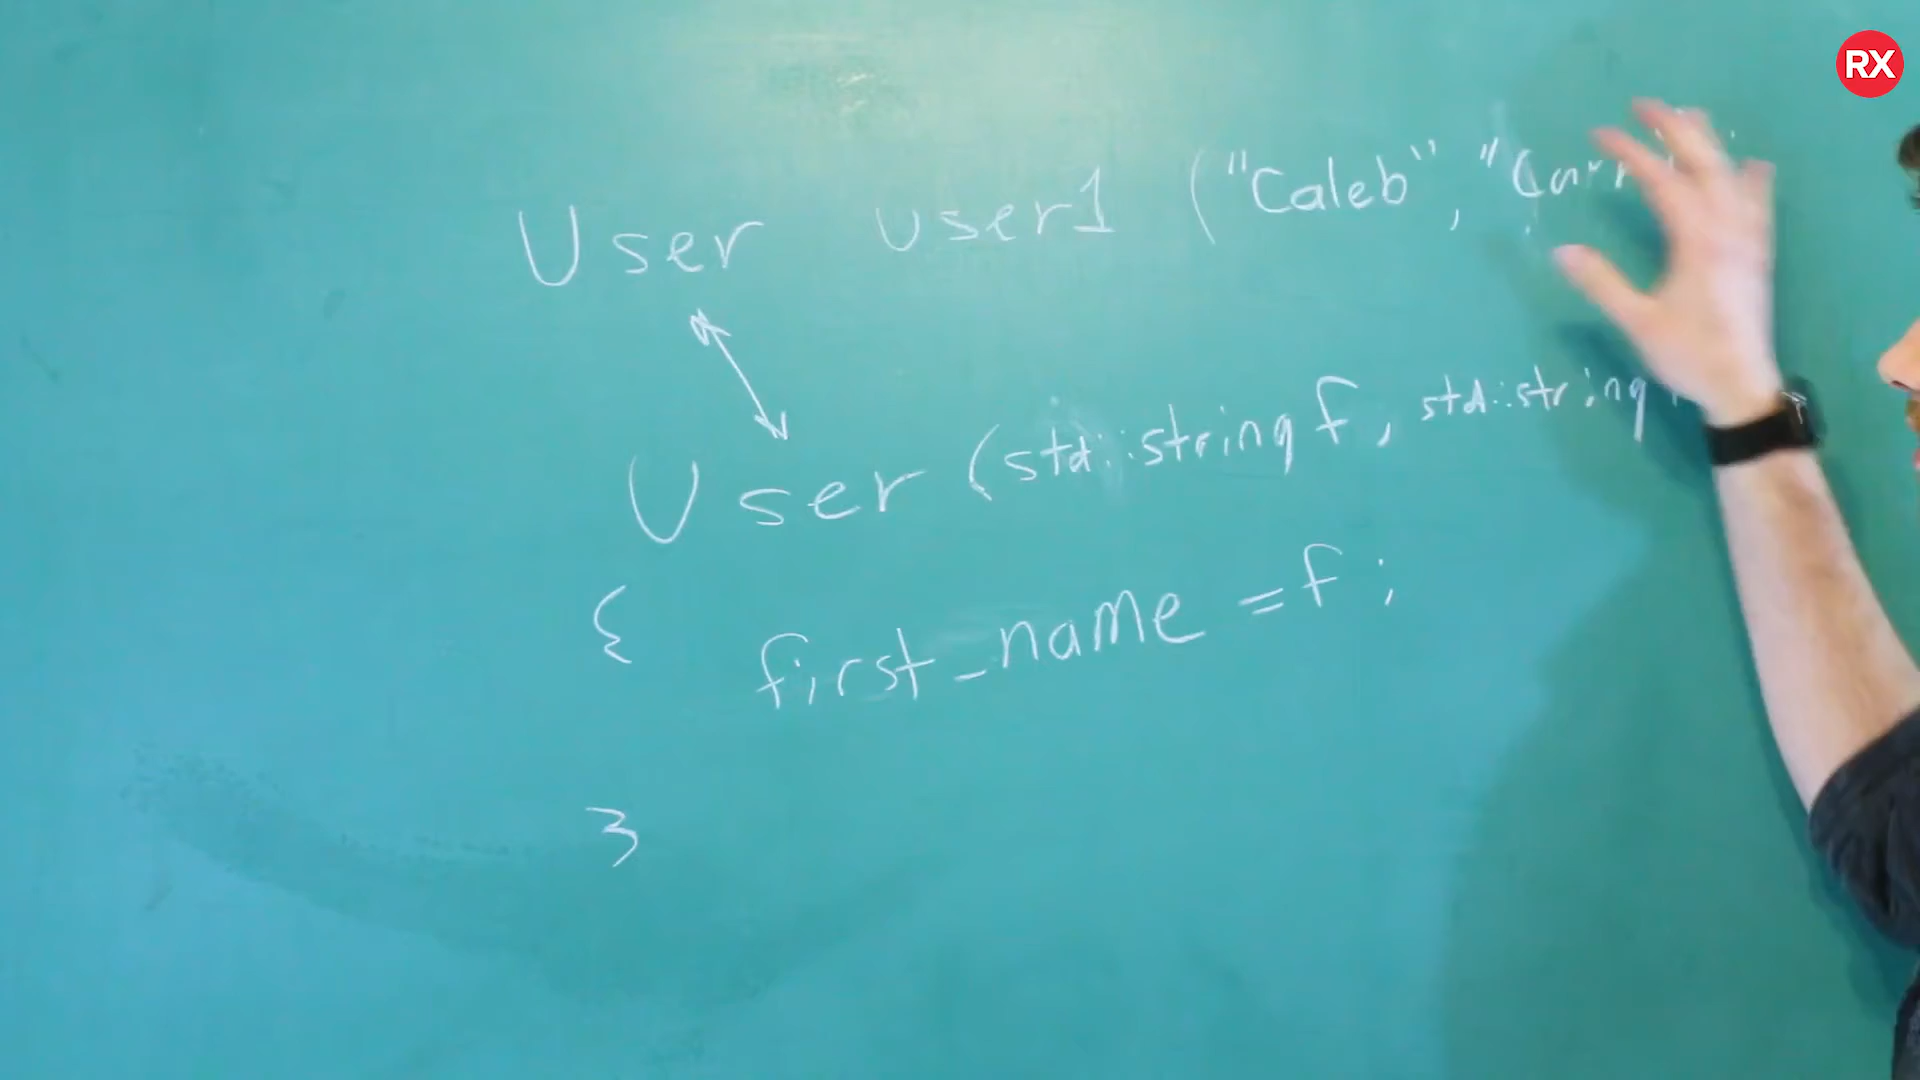 RX
User user1 ("Caleb", "
User (std::string f, std::string
{ first_name = f;
}